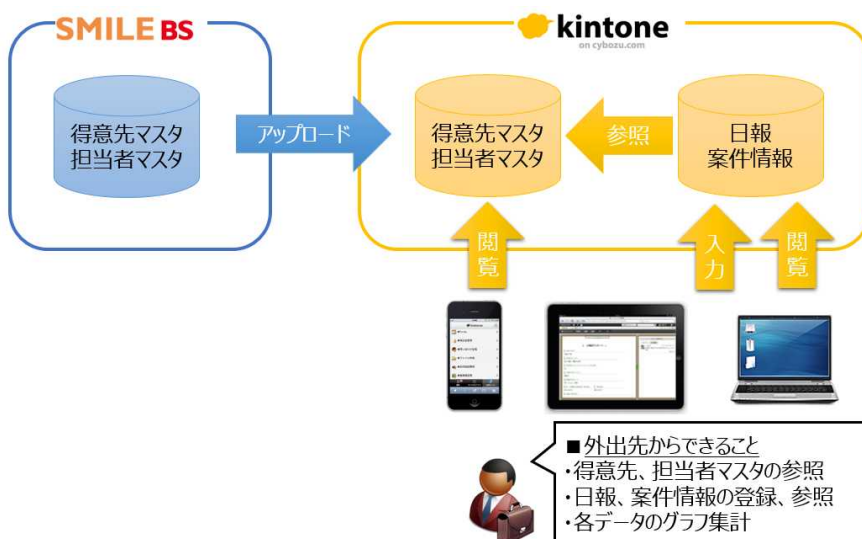 SMILE BS
kintone
on cybozu.com
得意先マスタ
担当者マスタ
アップロード
得意先マスタ
担当者マスタ
参照
日報
案件情報
閲覧
入力
閲覧
■外出先からできること
・得意先、担当者マスタの参照
・日報、案件情報の登録、参照
・各データのグラフ集計